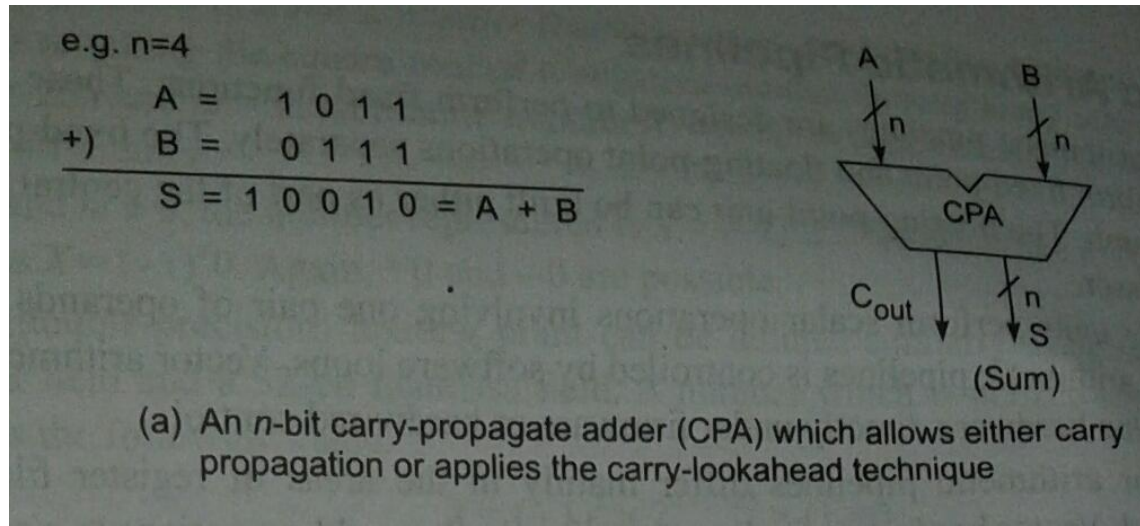 e.g. n=4
A = 1 0 1 1
+) B = 0 1 1 1
S = 1 0 0 1 0 = A + B
A
B
n
n
CPA
Cout
n
S
(Sum)
(a) An n-bit carry-propagate adder (CPA) which allows either carry
propagation or applies the carry-lookahead technique